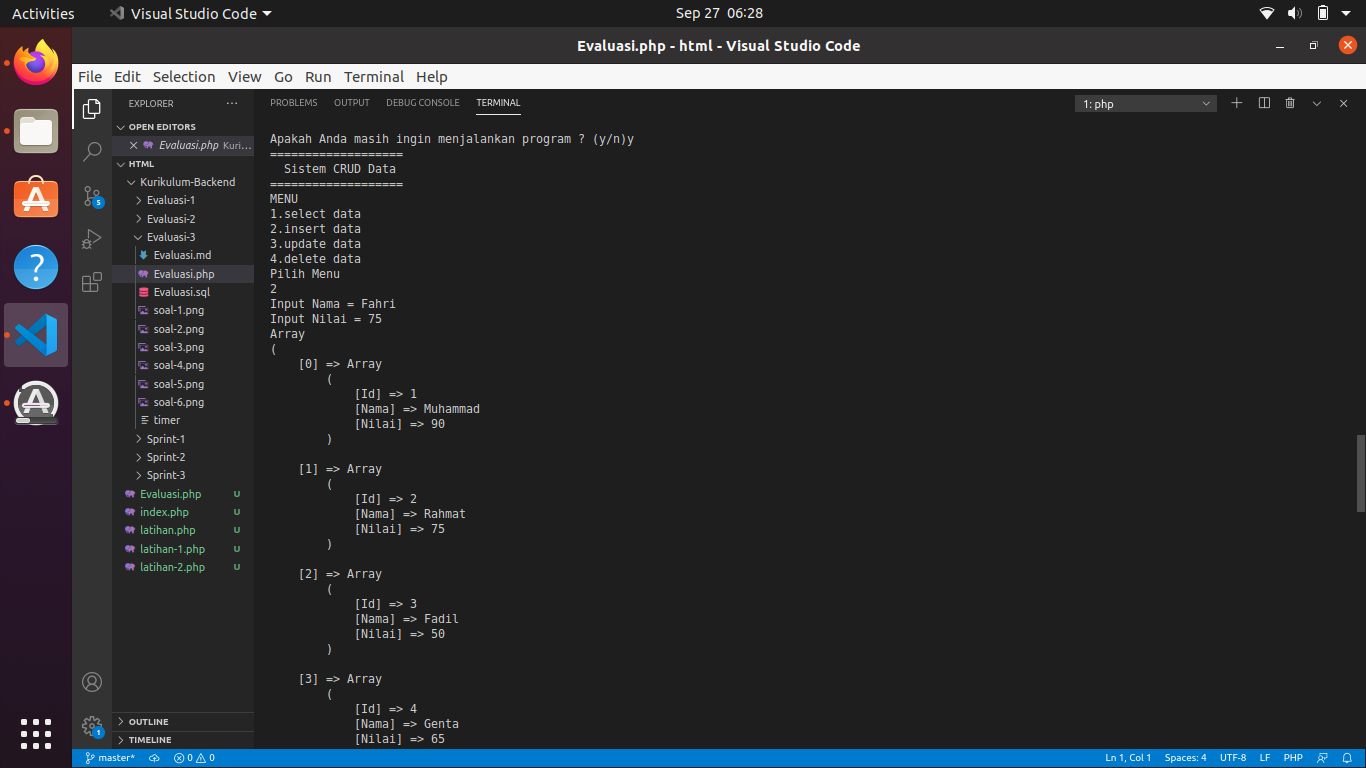 Activities
Visual Studio Code
Sep 27 06:28
Evaluasi.php - html - Visual Studio Code
File Edit Selection View Go Run Terminal Help
EXPLORER
OPEN EDITORS
Evaluasi.php Kuri...
HTML
Kurikulum-Backend
Evaluasi-1
Evaluasi-2
Evaluasi-3
Evaluasi.md
Evaluasi.php
Evaluasi.sql
soal-1.png
soal-2.png
soal-3.png
soal-4.png
soal-5.png
soal-6.png
timer
Sprint-1
Sprint-2
Sprint-3
Evaluasi.php U
index.php U
latihan.php U
latihan-1.php U
latihan-2.php U
OUTLINE
TIMELINE
5
1
PROBLEMS OUTPUT DEBUG CONSOLE TERMINAL
1: php
Apakah Anda masih ingin menjalankan program ? (y/n)y
===================
Sistem CRUD Data
===================
MENU
1.select data
2.insert data
3.update data
4.delete data
Pilih Menu
2
Input Nama = Fahri
Input Nilai = 75
Array
(
[0] => Array
(
[Id] => 1
[Nama] => Muhammad
[Nilai] => 90
)
[1] => Array
(
[Id] => 2
[Nama] => Rahmat
[Nilai] => 75
)
[2] => Array
(
[Id] => 3
[Nama] => Fadil
[Nilai] => 50
)
[3] => Array
(
[Id] => 4
[Nama] => Genta
[Nilai] => 65
master* 0 0
Ln 1, Col 1 Spaces: 4 UTF-8 LF PHP